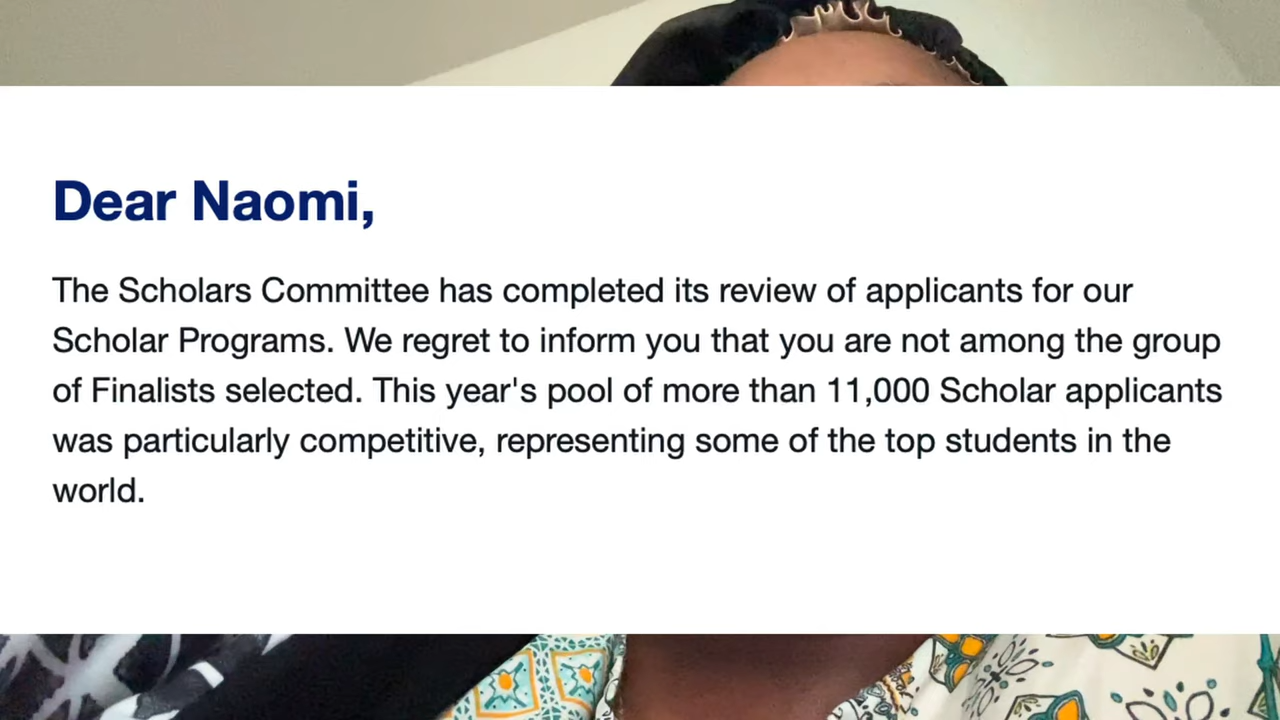 Dear Naomi,
The Scholars Committee has completed its review of applicants for our
Scholar Programs. We regret to inform you that you are not among the group
of Finalists selected. This year's pool of more than 11,000 Scholar applicants
was particularly competitive, representing some of the top students in the
world.